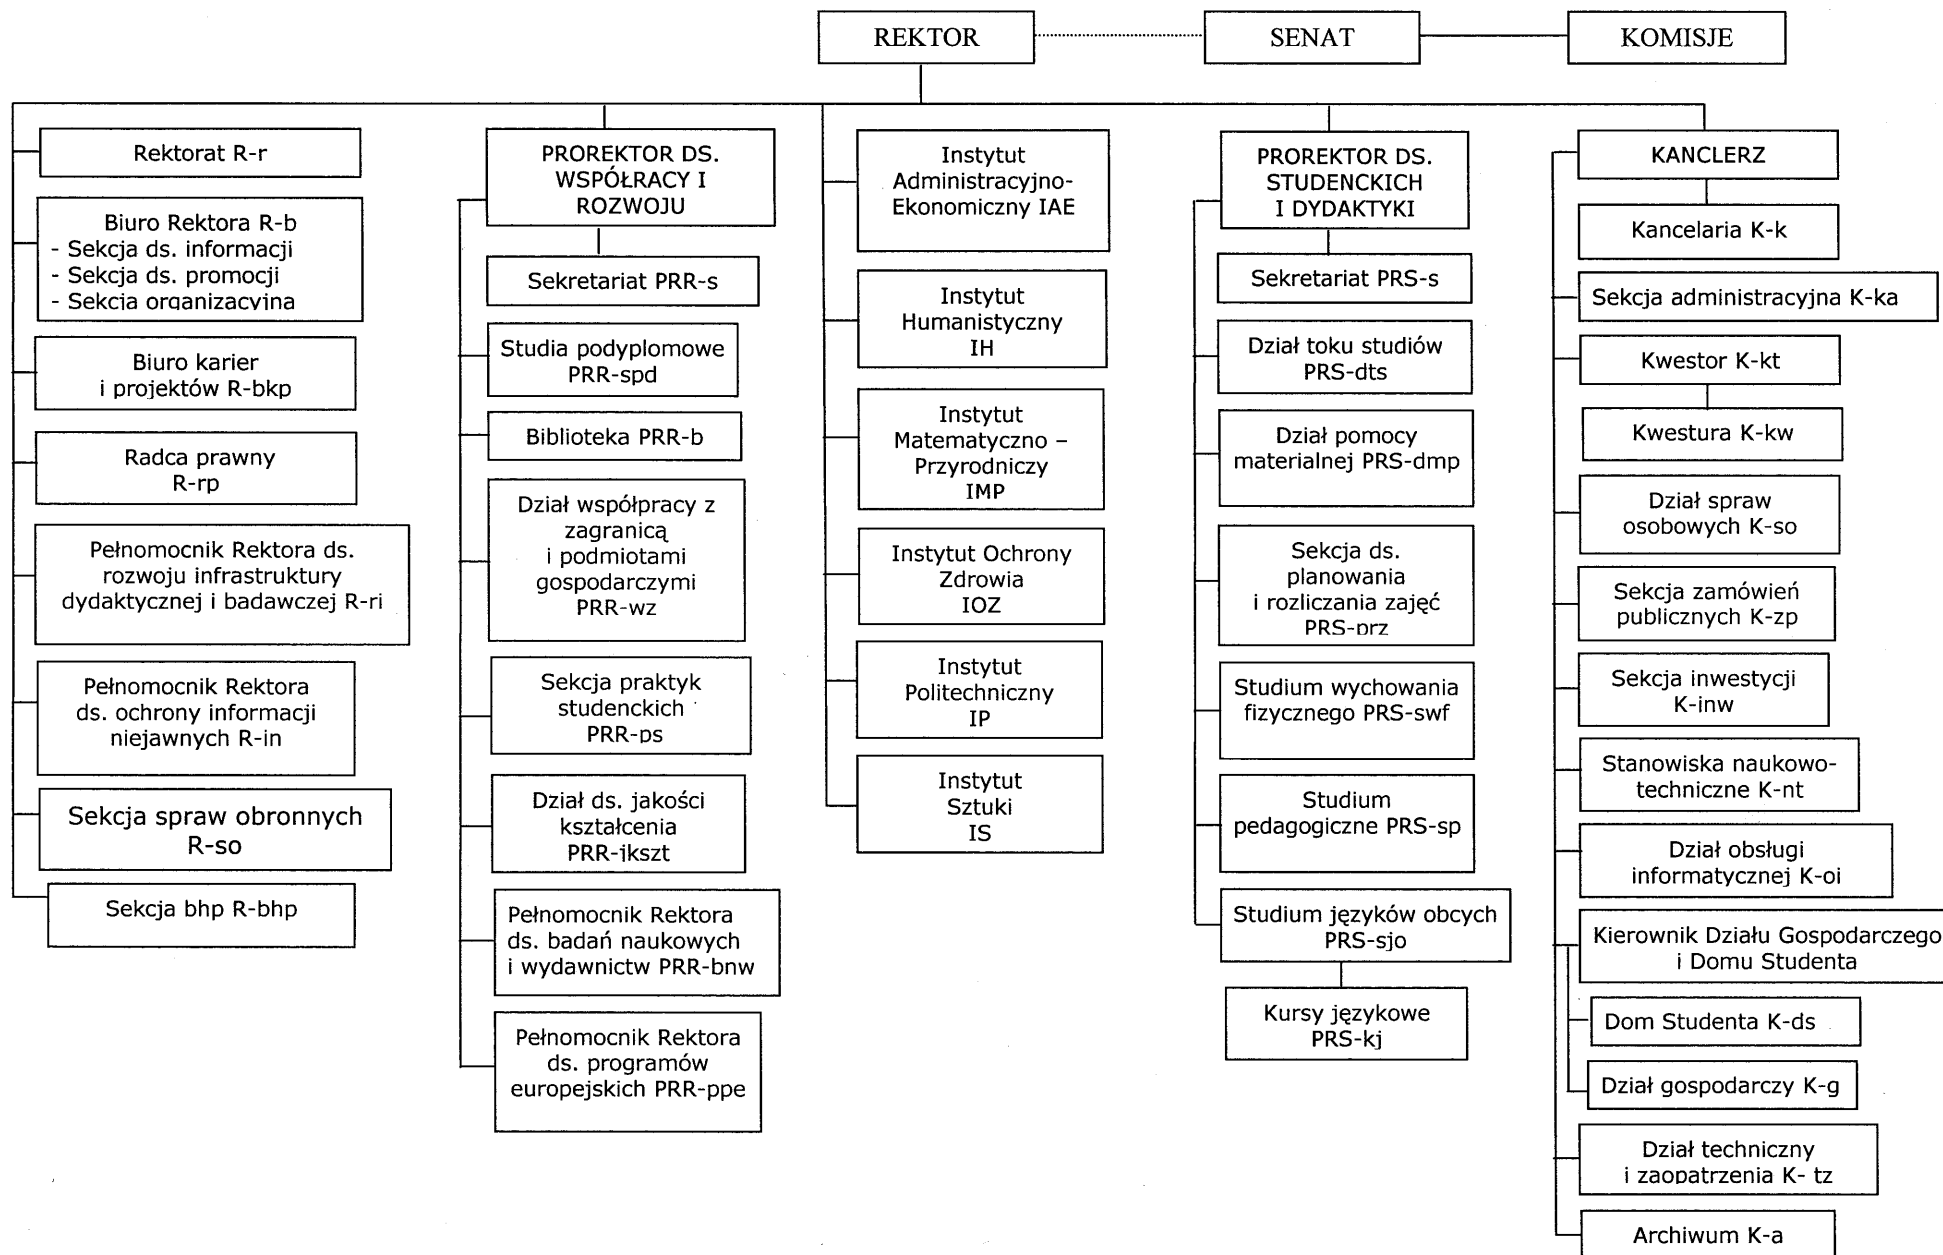 REKTOR
SENAT
KOMISJE
Rektorat R-r
Biuro Rektora R-b
- Sekcja ds. informacji
- Sekcja ds. promocji
- Sekcja organizacyjna
Biuro karier
i projektów R-bkp
Radca prawny
R-rp
Pełnomocnik Rektora ds.
rozwoju infrastruktury
dydaktycznej i badawczej R-ri
Pełnomocnik Rektora
ds. ochrony informacji
niejawnych R-in
Sekcja spraw obronnych
R-so
Sekcja bhp R-bhp
PROREKTOR DS.
WSPÓŁRACY I
ROZWOJU
Sekretariat PRR-s
Studia podyplomowe
PRR-spd
Biblioteka PRR-b
Dział współpracy z
zagranicą
i podmiotami
gospodarczymi
PRR-wz
Sekcja praktyk
studenckich
PRR-ps
Dział ds. jakości
kształcenia
PRR-jkszt
Pełnomocnik Rektora
ds. badań naukowych
i wydawnictw PRR-bnw
Pełnomocnik Rektora
ds. programów
europejskich PRR-ppe
Instytut
Administracyjno-
Ekonomiczny IAE
Instytut
Humanistyczny
IH
Instytut
Matematyczno –
Przyrodniczy
IMP
Instytut Ochrony
Zdrowia
IOZ
Instytut
Politechniczny
IP
Instytut
Sztuki
IS
PROREKTOR DS.
STUDENCKICH
I DYDAKTYKI
Sekretariat PRS-s
Dział toku studiów
PRS-dts
Dział pomocy
materialnej PRS-dmp
Sekcja ds.
planowania
i rozliczania zajęć
PRS-prz
Studium wychowania
fizycznego PRS-swf
Studium
pedagogiczne PRS-sp
Studium języków obcych
PRS-sjo
Kursy językowe
PRS-kj
KANCLERZ
Kancelaria K-k
Sekcja administracyjna K-ka
Kwestor K-kt
Kwestura K-kw
Dział spraw
osobowych K-so
Sekcja zamówień
publicznych K-zp
Sekcja inwestycji
K-inw
Stanowiska naukowo-
techniczne K-nt
Dział obsługi
informatycznej K-oi
Kierownik Działu Gospodarczego
i Domu Studenta
Dom Studenta K-ds
Dział gospodarczy K-g
Dział techniczny
i zaopatrzenia K- tz
Archiwum K-a